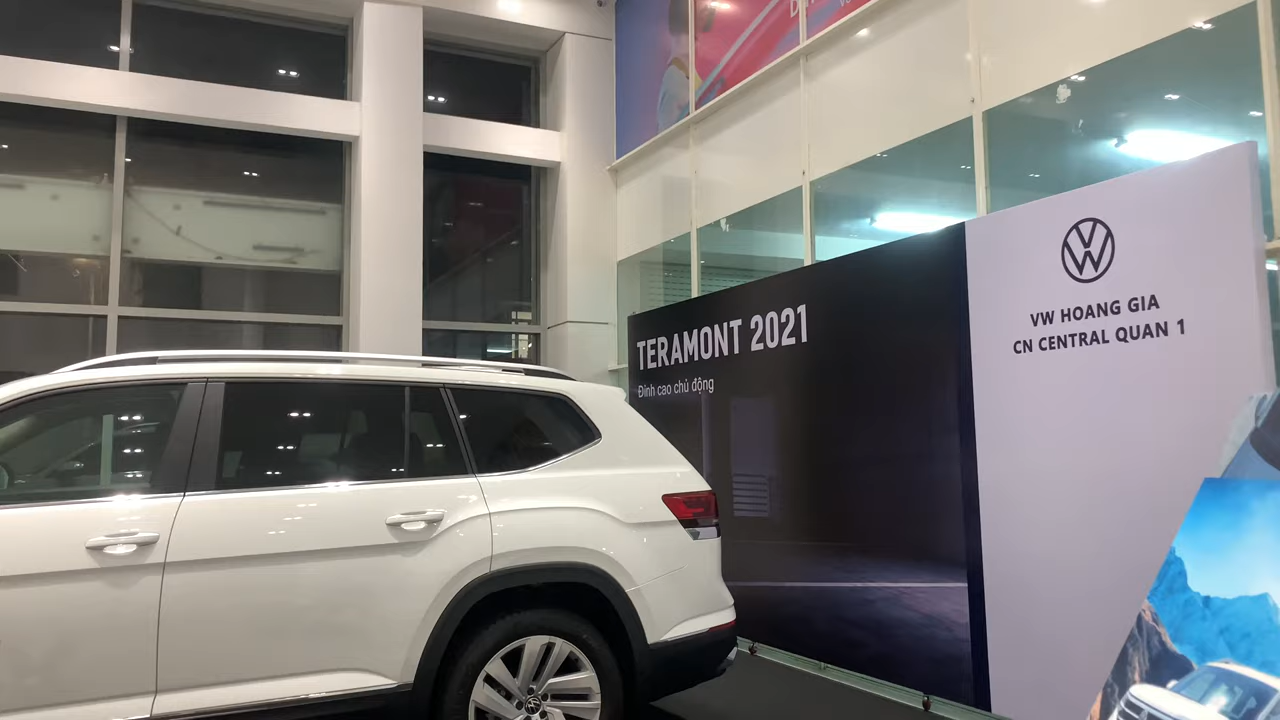 TERAMONT 2021
Đỉnh cao chủ động
VW HOANG GIA
CN CENTRAL QUAN 1